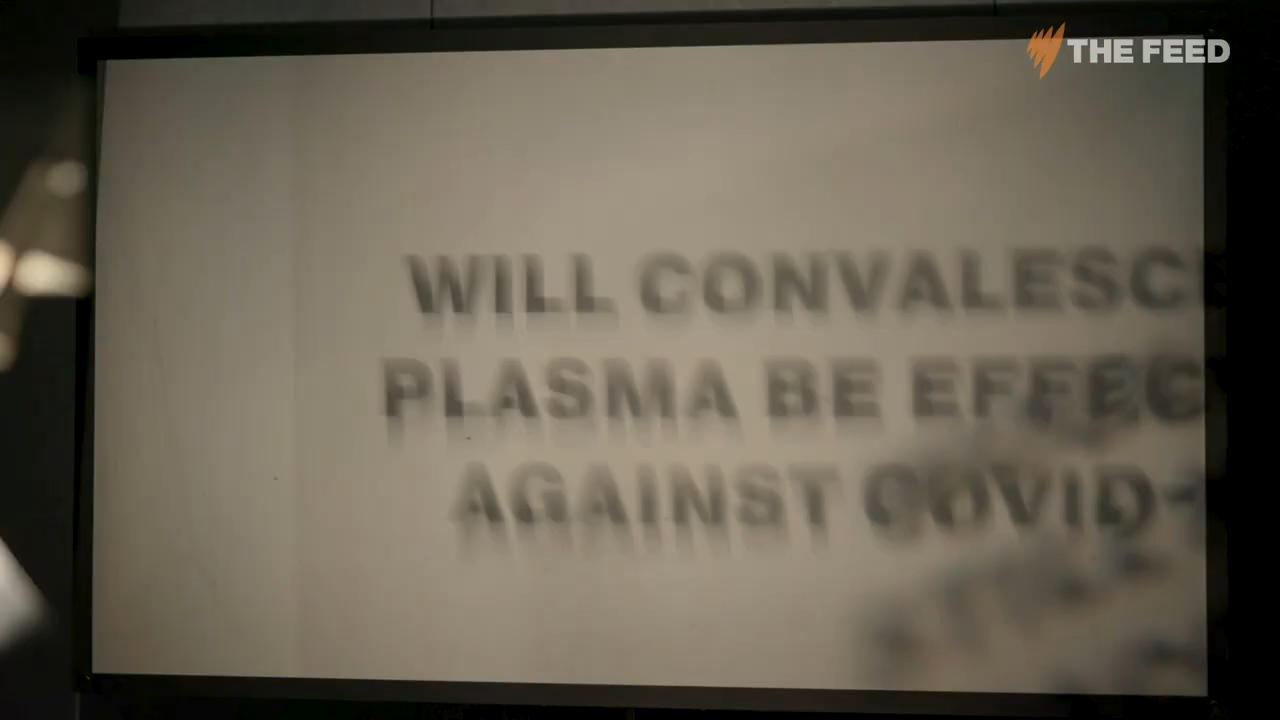 THE FEED
WILL CONVALESC
PLASMA BE EFFEC
AGAINST COVID-